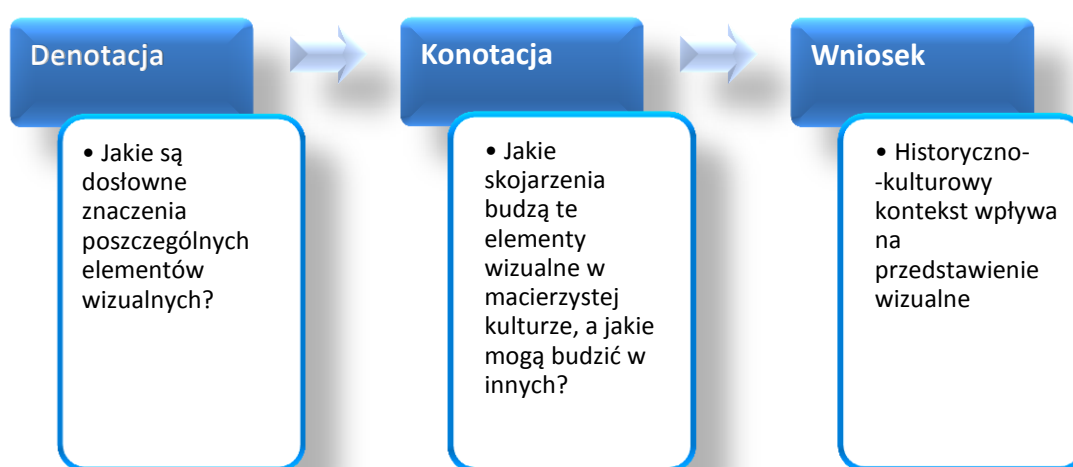 Denotacja
• Jakie są
dosłowne
znaczenia
poszczególnych
elementów
wizualnych?
Konotacja
• Jakie
skojarzenia
budzą te
elementy
wizualne w
macierzystej
kulturze, a jakie
mogą budzić w
innych?
Wniosek
• Historyczno-
-kulturowy
kontekst wpływa
na
przedstawienie
wizualne